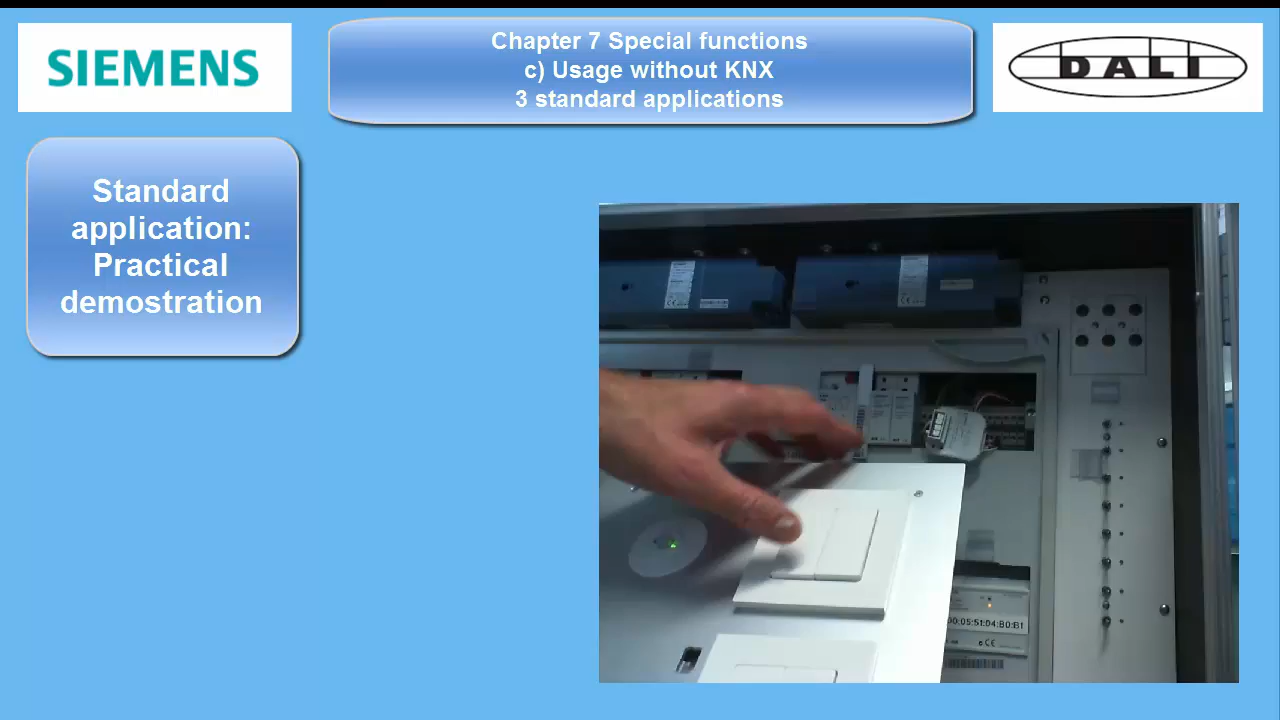 SIEMENS
Chapter 7 Special functions
c) Usage without KNX
3 standard applications
DALI
Standard
application:
Practical
demostration
00:05:51:04:B0:B1